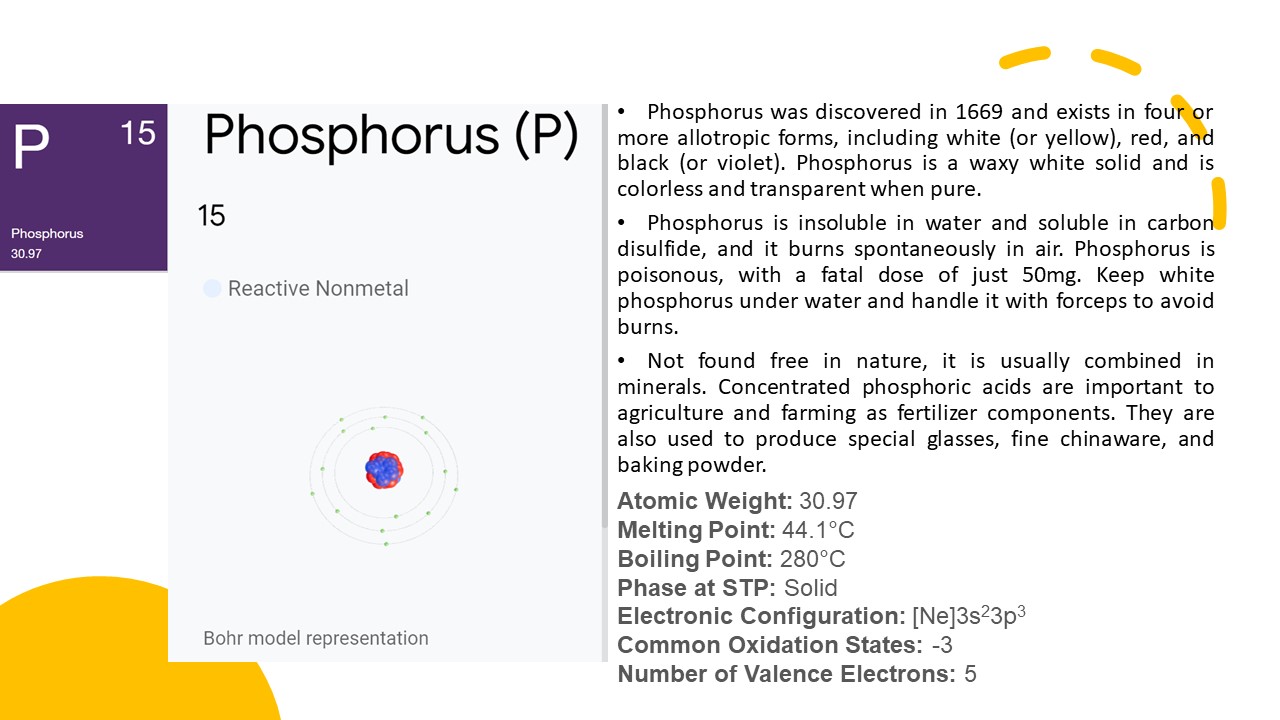 P 15
Phosphorus
30.97
Phosphorus (P)
15
Reactive Nonmetal
Bohr model representation
• Phosphorus was discovered in 1669 and exists in four or
more allotropic forms, including white (or yellow), red, and
black (or violet). Phosphorus is a waxy white solid and is
colorless and transparent when pure.
• Phosphorus is insoluble in water and soluble in carbon
disulfide, and it burns spontaneously in air. Phosphorus is
poisonous, with a fatal dose of just 50mg. Keep white
phosphorus under water and handle it with forceps to avoid
burns.
• Not found free in nature, it is usually combined in
minerals. Concentrated phosphoric acids are important to
agriculture and farming as fertilizer components. They are
also used to produce special glasses, fine chinaware, and
baking powder.
Atomic Weight: 30.97
Melting Point: 44.1°C
Boiling Point: 280°C
Phase at STP: Solid
Electronic Configuration: [Ne]3s²3p³
Common Oxidation States: -3
Number of Valence Electrons: 5